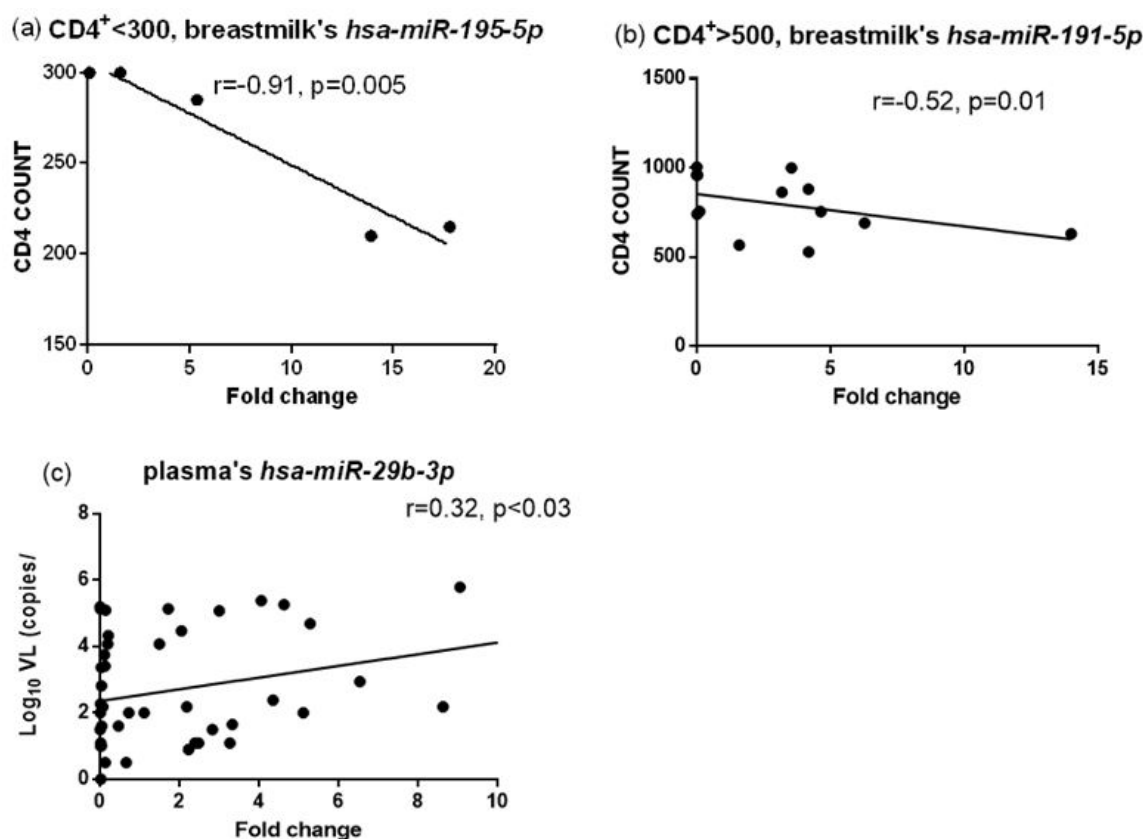 (a) CD4⁺<300, breastmilk's hsa-miR-195-5p
r=-0.91, p=0.005
CD4 COUNT
300
250
200
150
0 5 10 15 20
Fold change
(b) CD4⁺>500, breastmilk's hsa-miR-191-5p
r=-0.52, p=0.01
CD4 COUNT
1500
1000
500
0
0 5 10 15
Fold change
(c) plasma's hsa-miR-29b-3p
r=0.32, p<0.03
Log₁₀ VL (copies/
8
6
4
2
0
0 2 4 6 8 10
Fold change